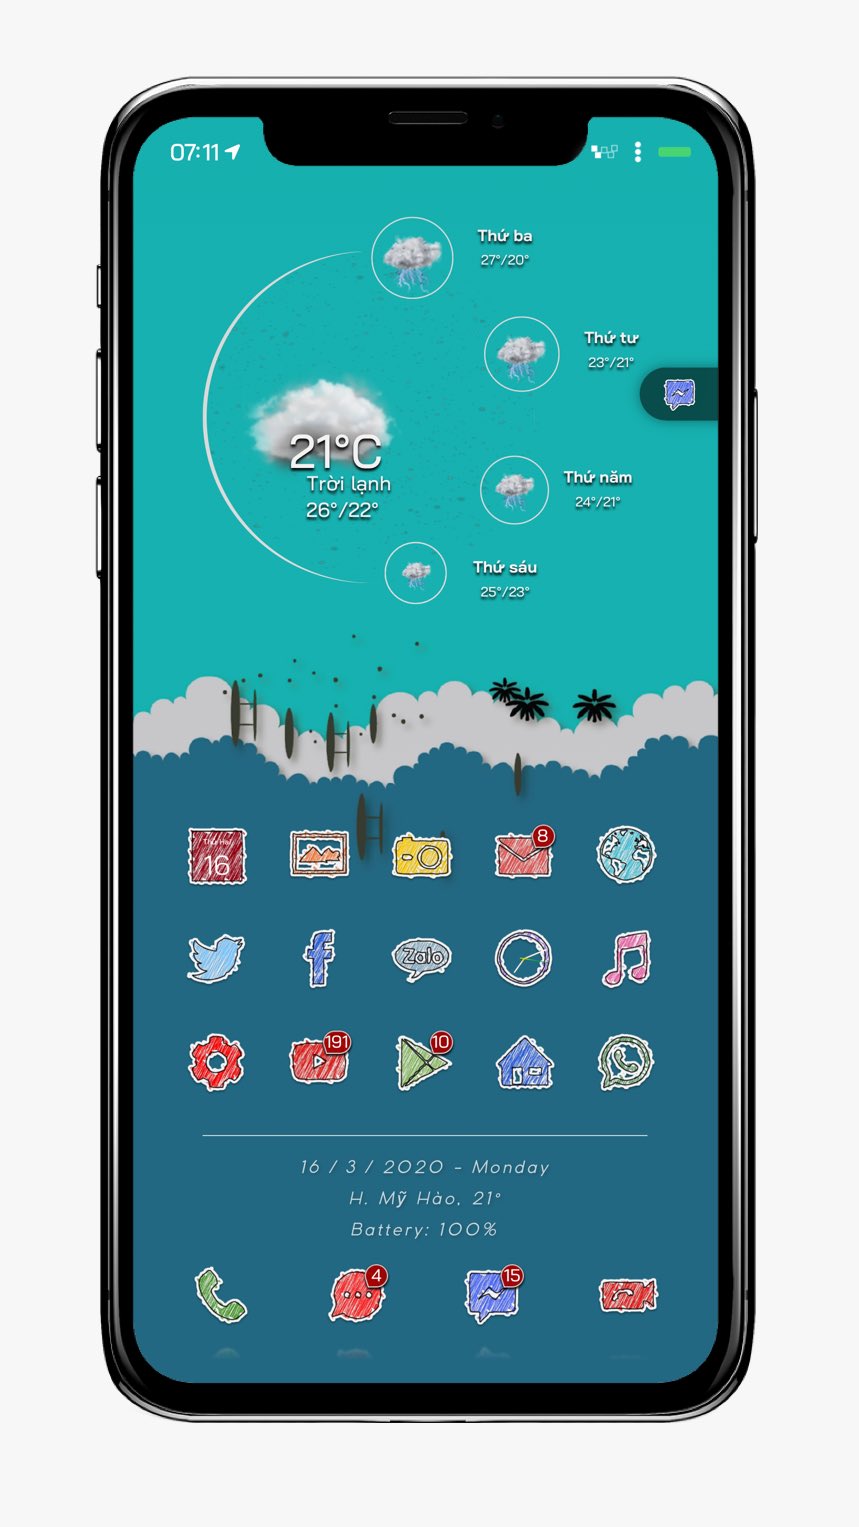 07:11
Thứ ba
27°/20°
Thứ tư
23°/21°
21°C
Trời lạnh
26°/22°
Thứ năm
24°/21°
Thứ sáu
25°/23°
Thứ Hai
16
8
Zalo
191
10
16 / 3 / 2020 - Monday
H. Mỹ Hào, 21°
Battery: 100%
4
15